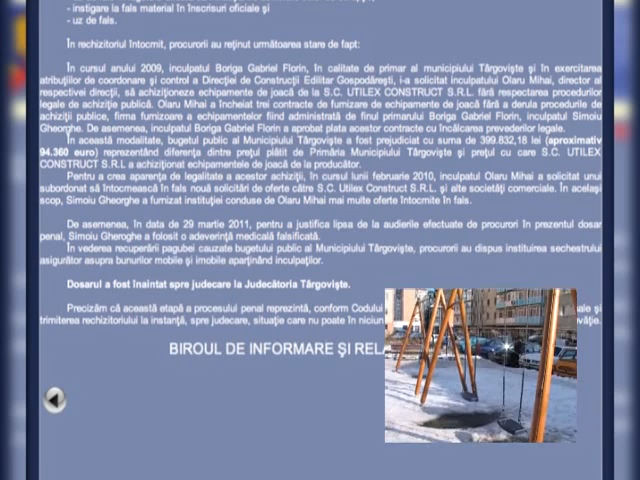 - instigare la fals material în înscrisuri oficiale şi
- uz de fals.
În rechizitoriul întocmit, procurorii au reţinut următoarea stare de fapt:
În cursul anului 2009, inculpatul Boriga Gabriel Florin, în calitate de primar al municipiului Târgovişte şi în exercitarea
atribuţiilor de coordonare şi control a Direcţiei de Construcţii Edilitar Gospodăreşti, i-a solicitat inculpatului Olaru Mihai, director al
respectivei direcţii, să achiziţioneze echipamente de joacă de la S.C. UTILEX CONSTRUCT S.R.L. fără respectarea procedurilor
legale de achiziţie publică. Olaru Mihai a încheiat trei contracte de furnizare de echipamente de joacă fără a derula procedurile de
achiziţii publice, firma furnizoare a echipamentelor fiind administrată de finul primarului Boriga Gabriel Florin, inculpat Simoiu
Gheorghe. De asemenea, inculpatul Boriga Gabriel Florin a aprobat plata acestor contracte cu încălcarea prevederilor legale.
În această modalitate, bugetul public al Municipiului Târgovişte a fost prejudiciat cu suma de 399.832,18 lei (aproximativ
94.360 euro) reprezentând diferenţa dintre preţul plătit de Primăria Municipiului Târgovişte şi preţul cu care S.C. UTILEX
CONSTRUCT S.R.L a achiziţionat echipamentele de joacă de la producător.
Pentru a crea aparenţa de legalitate a acestor achiziţii, în cursul lunii februarie 2010, inculpatul Olaru Mihai a solicitat unui
subordonat să întocmească în fals nouă solicitări de oferte către S.C. Utilex Construct S.R.L. şi alte societăţi comerciale. În acelaşi
scop, Simoiu Gheorghe a furnizat instituţiei conduse de Olaru Mihai mai multe oferte întocmite în fals.
De asemenea, în data de 29 martie 2011, pentru a justifica lipsa de la audierile efectuate de procurori în prezentul dosar
penal, Simoiu Gheroghe a folosit o adeverinţă medicală falsificată.
În vederea recuperării pagubei cauzate bugetului public al Municipiului Târgovişte, procurorii au dispus instituirea sechestrului
asigurător asupra bunurilor mobile şi imobile aparţinând inculpaţilor.
Dosarul a fost înaintat spre judecare la Judecătoria Târgovişte.
Precizăm că această etapă a procesului penal reprezintă, conform Codului ale şi
trimiterea rechizitoriului la instanţă, spre judecare, situaţie care nu poate în niciun
BIROUL DE INFORMARE ŞI REL